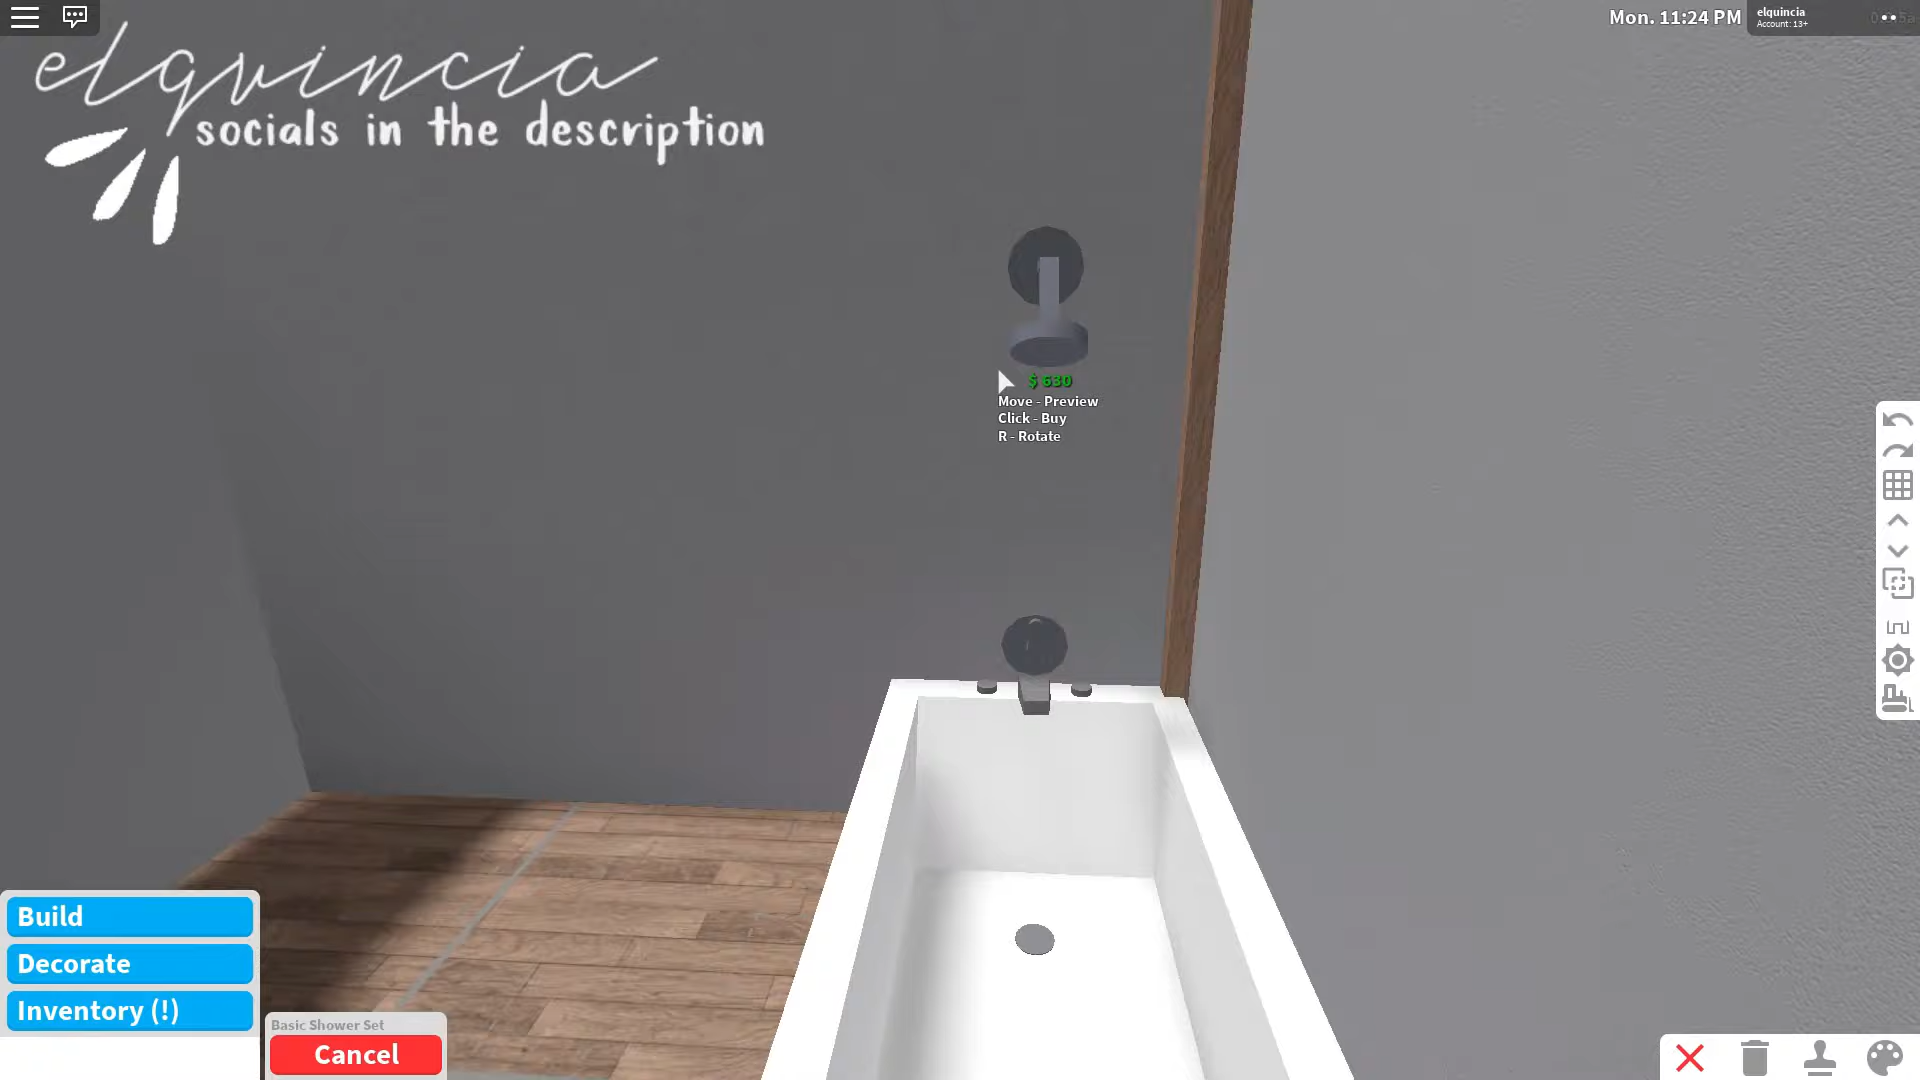 Mon. 11:24 PM
elquincia
Account: 13+
elquincia
socials in the description
$ 630
Move - Preview
Click - Buy
R - Rotate
Build
Decorate
Inventory (!)
Basic Shower Set
Cancel